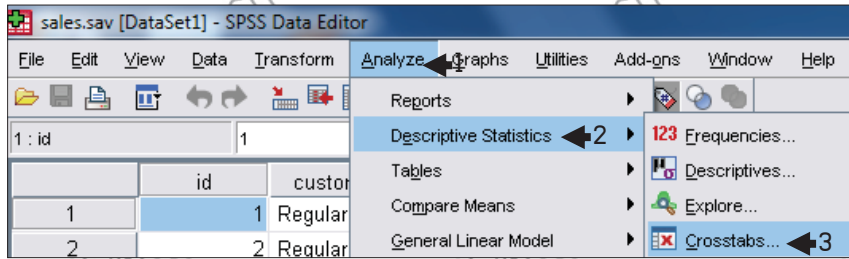 sales.sav [DataSet1] - SPSS Data Editor
File Edit View Data Transform Analyze Graphs Utilities Add-ons Window Help
1
Reports
1 : id 1
Descriptive Statistics 2
123 Frequencies...
id
Tables
Descriptives...
1 1 Regular
Compare Means
Explore...
2 2 Regular
General Linear Model
Crosstabs... 3